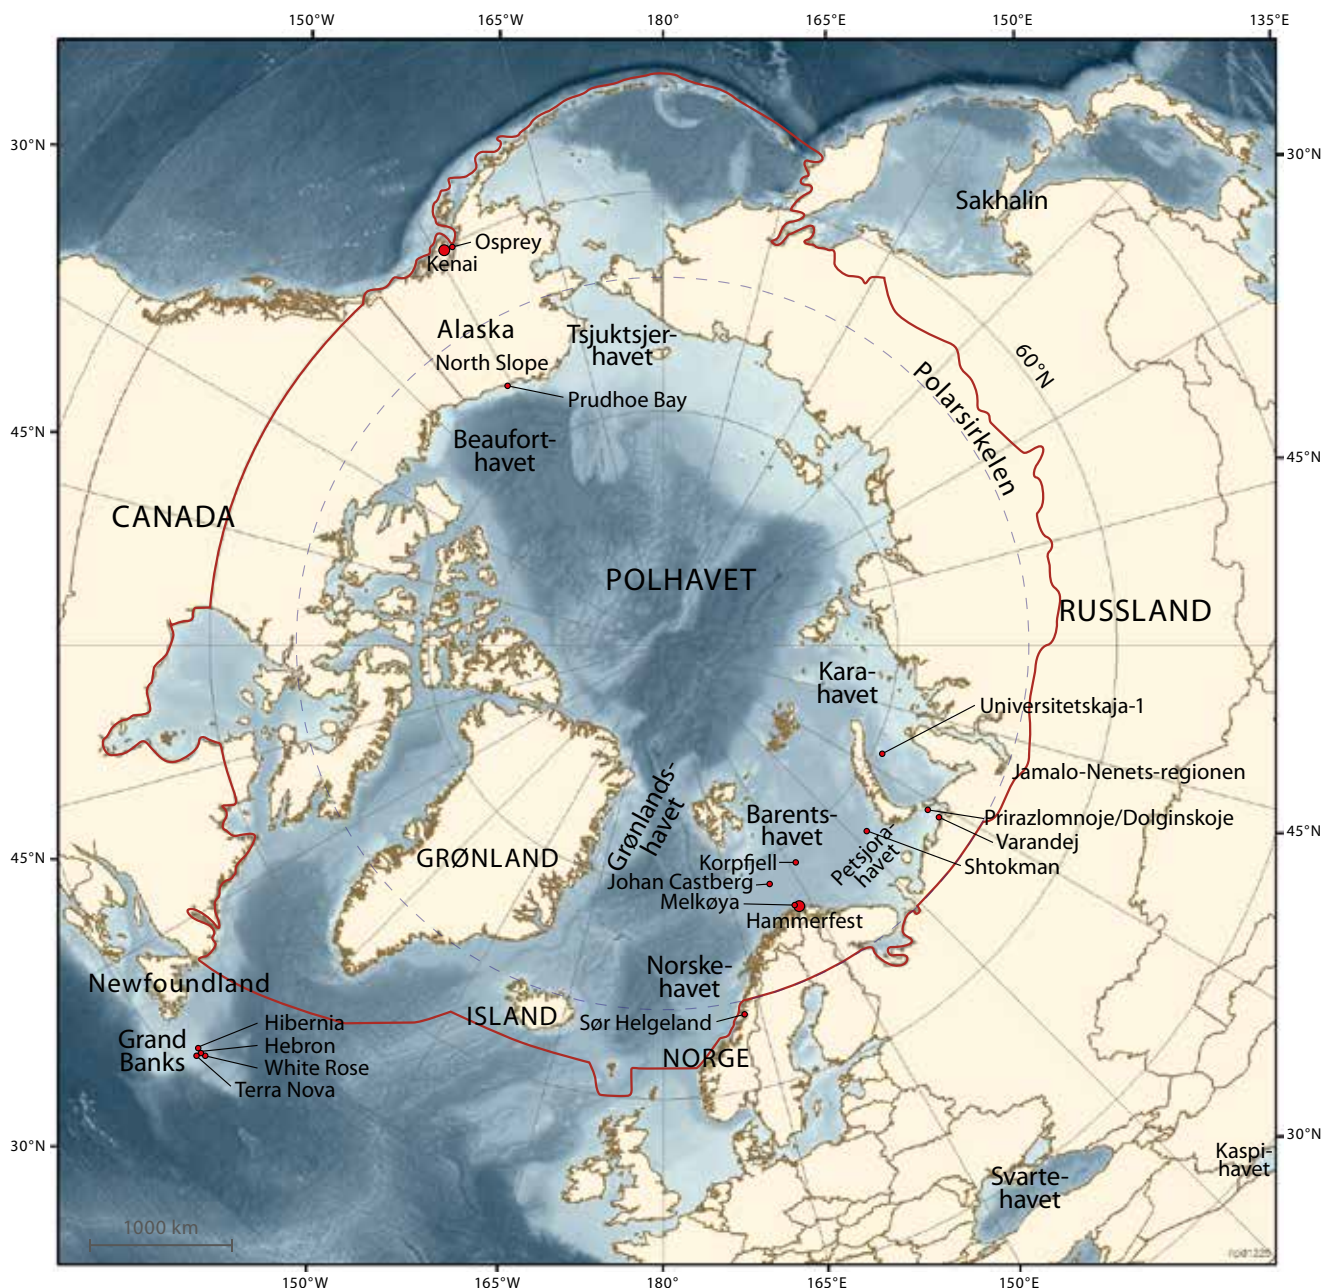 150°W
165°W
180°
165°E
150°E
135°E
30°N
30°N
Sakhalin
Osprey
Kenai
Alaska
Tsjuktsjer-
havet
North Slope
60°N
Polarsirkelen
Prudhoe Bay
45°N
Beaufort-
havet
45°N
CANADA
POLHAVET
RUSSLAND
Kara-
havet
Universitetskaja-1
Jamalo-Nenets-regionen
Grønlands-
havet
Barents-
havet
Prirazlomnoje/Dolginskoje
45°N
Varandej
Petsjora-
havet
Shtokman
45°N
GRØNLAND
Korpfjell
Johan Castberg
Melkøya
Hammerfest
Norske-
havet
Newfoundland
ISLAND
Sør Helgeland
Hibernia
Grand
Banks
Hebron
White Rose
Terra Nova
NORGE
30°N
30°N
Kaspi-
havet
Svarte-
havet
1000 km
150°W
165°W
180°
165°E
150°E